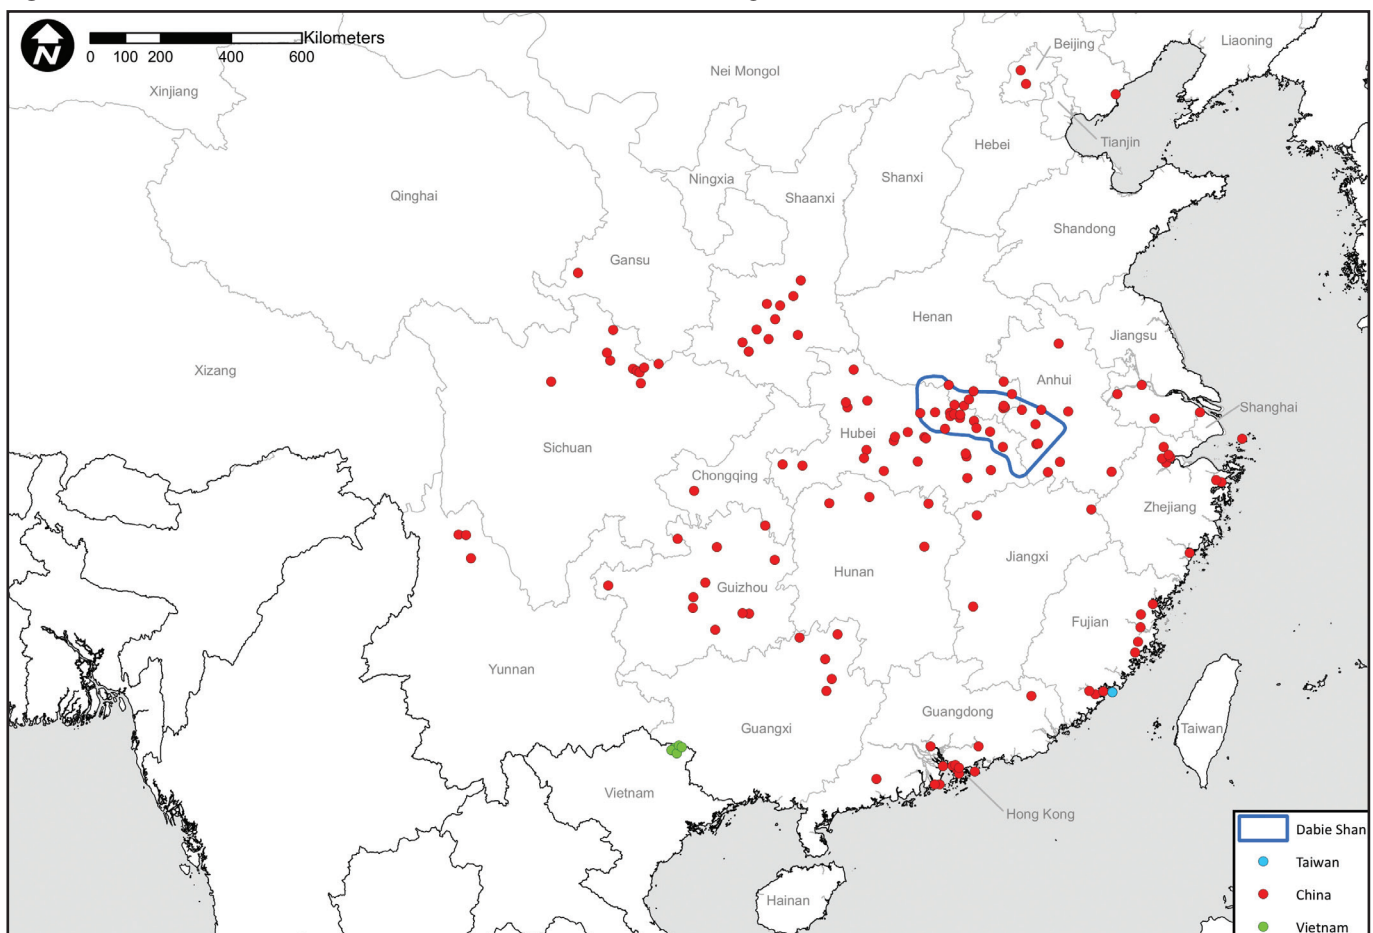 N
Kilometers
0 100 200 400 600
Xinjiang
Nei Mongol
Beijing
Liaoning
Tianjin
Hebei
Ningxia
Shaanxi
Shanxi
Qinghai
Shandong
Gansu
Henan
Jiangsu
Xizang
Anhui
Shanghai
Hubei
Sichuan
Chongqing
Zhejiang
Jiangxi
Hunan
Guizhou
Fujian
Yunnan
Guangdong
Guangxi
Taiwan
Vietnam
Hong Kong
Hainan
Dabie Shan
Taiwan
China
Vietnam